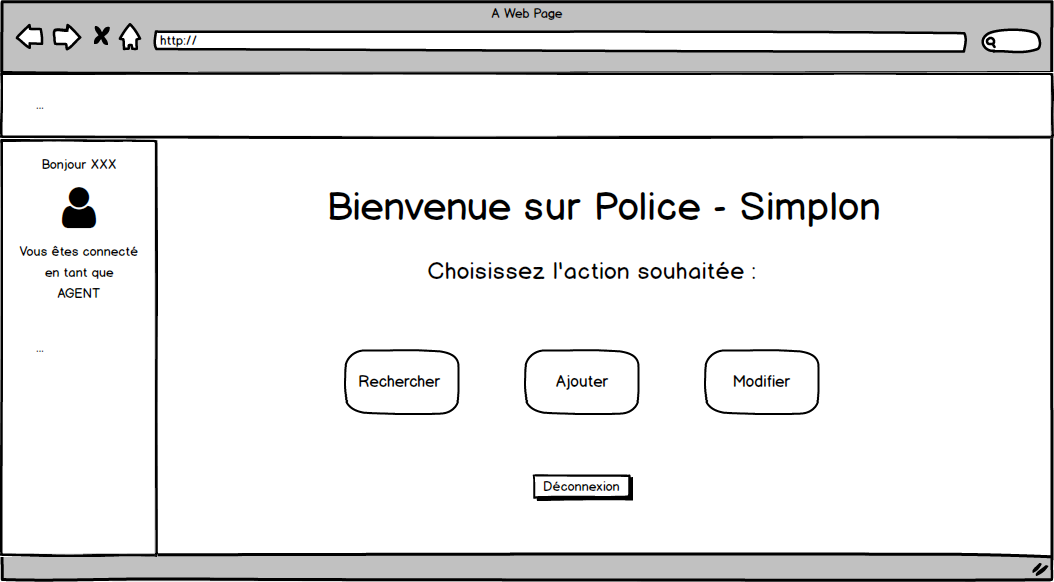 A Web Page
http://
...
Bonjour XXX
Vous êtes connecté
en tant que
AGENT
...
Bienvenue sur Police - Simplon
Choisissez l'action souhaitée :
Rechercher
Ajouter
Modifier
Déconnexion